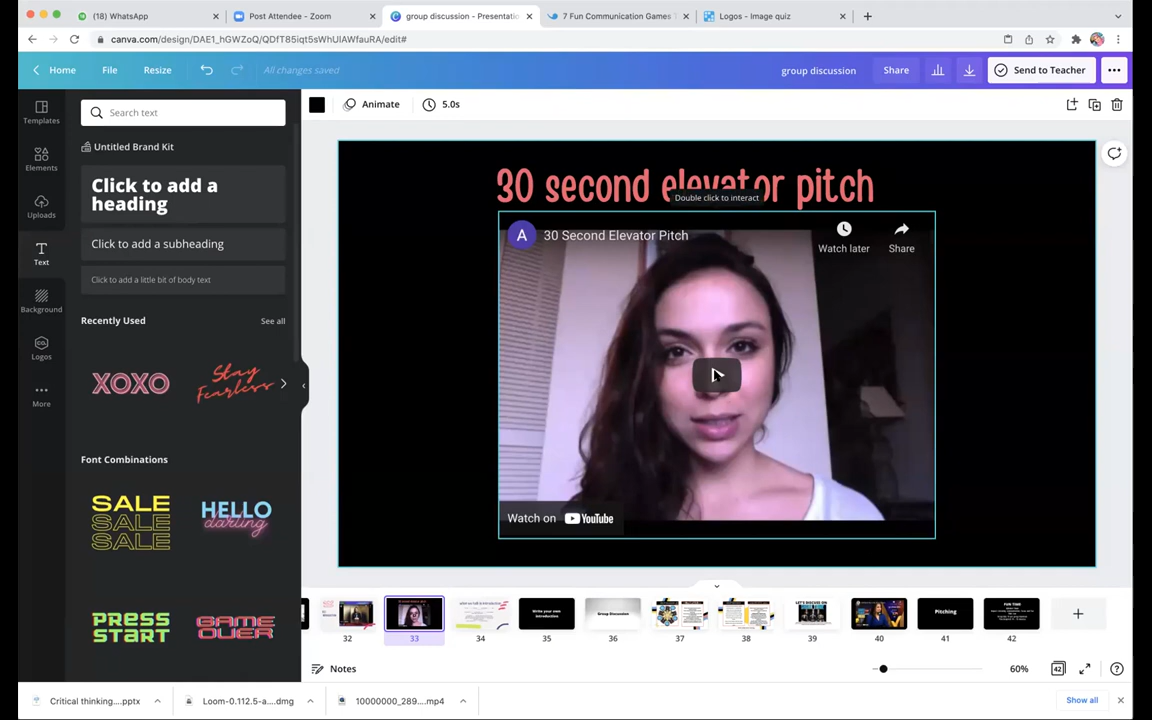 (18) WhatsApp
Post Attendee - Zoom
group discussion - Presentatio
7 Fun Communication Games T
Logos - Image quiz
canva.com/design/DAE1_hGWZoQ/QDfT85iqt5sWhUIAWfauRA/edit#
Home
File
Resize
All changes saved
group discussion
Share
Send to Teacher
Templates
Elements
Uploads
Text
Background
Logos
More
Search text
Untitled Brand Kit
Click to add a
heading
Click to add a subheading
Click to add a little bit of body text
Recently Used
See all
XOXO
Stay
Fearless
Font Combinations
SALE
SALE
SALE
HELLO
darling
PRESS
START
GAME
OVER
Animate
5.0s
30 second elevator pitch
Double click to interact
A
30 Second Elevator Pitch
Watch later
Share
Watch on YouTube
Write your own
introduction
Group Discussion
LET'S DISCUSS ON
Pitching
FUN TIME
32
33
34
35
36
37
38
39
40
41
42
Notes
60%
42
Critical thinking....pptx
Loom-0.112.5-a....dmg
10000000_289....mp4
Show all